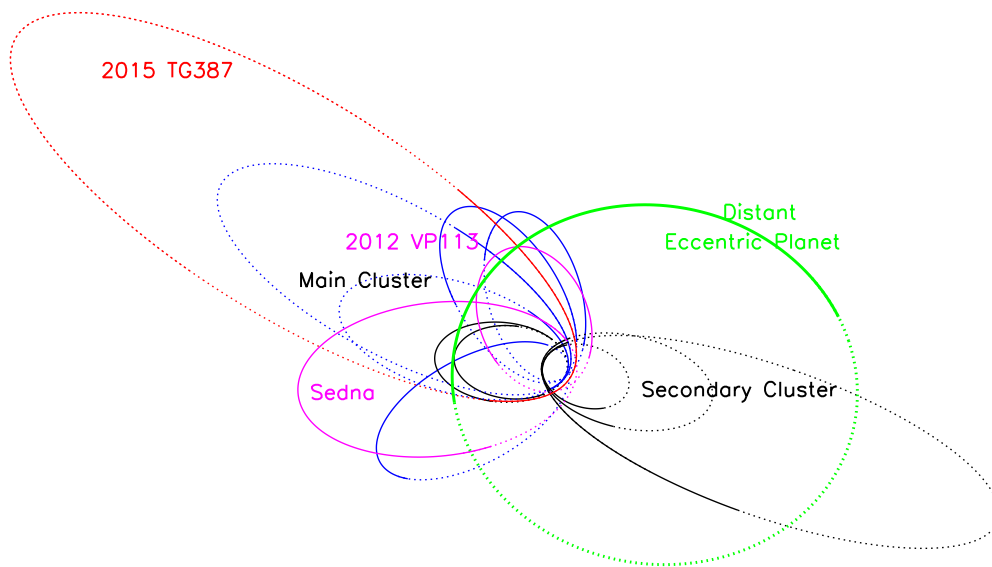 2015 TG387
Distant
Eccentric Planet
2012 VP113
Main Cluster
Sedna
Secondary Cluster